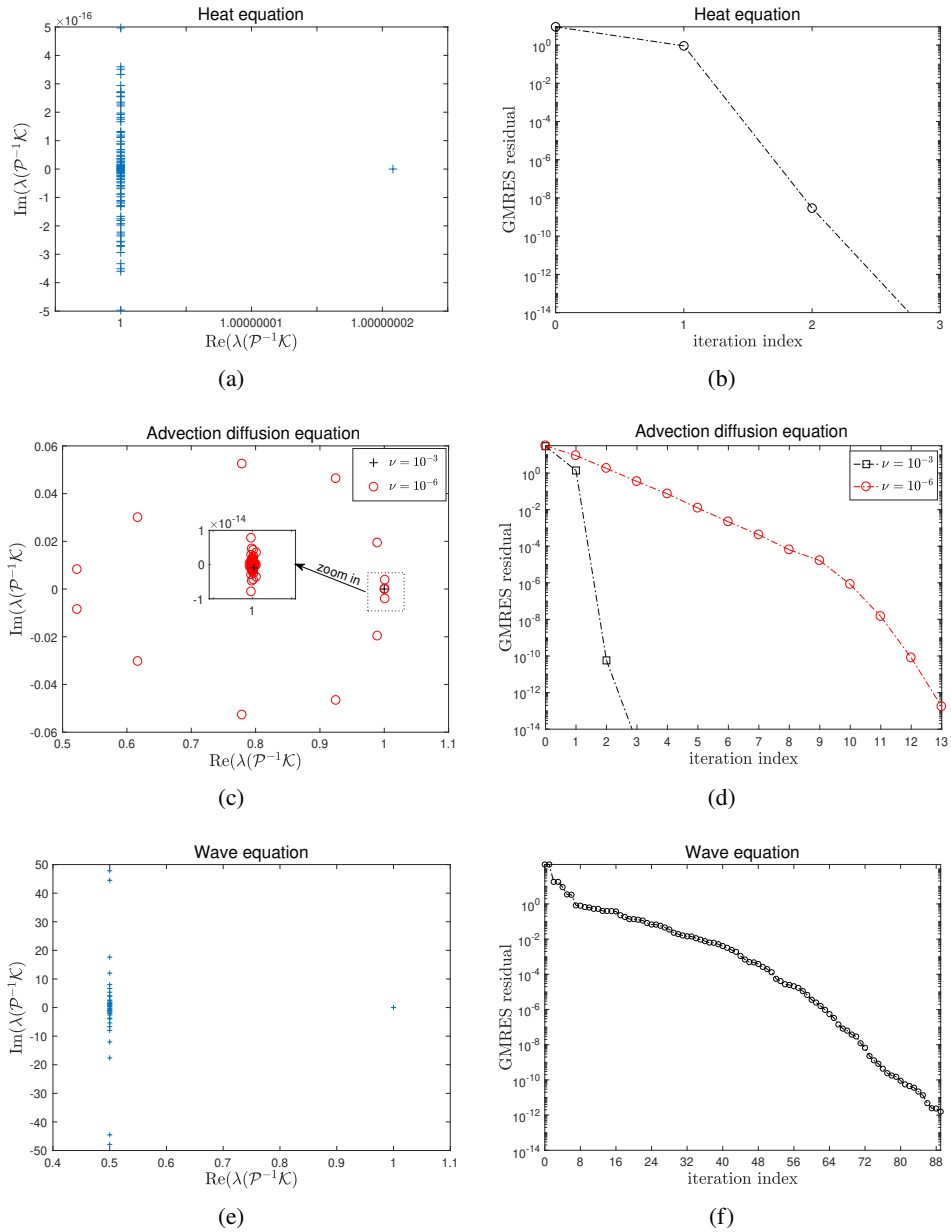 Heat equation
×10⁻¹⁶
5
4
3
2
1
0
-1
-2
-3
-4
-5
Im(λ(𝒫⁻¹𝒦)
1
1.00000001
1.00000002
Re(λ(𝒫⁻¹𝒦)
(a)
Heat equation
10⁰
10⁻²
10⁻⁴
10⁻⁶
10⁻⁸
10⁻¹⁰
10⁻¹²
10⁻¹⁴
GMRES residual
0 1 2 3
iteration index
(b)
Advection diffusion equation
0.06
0.04
0.02
0
-0.02
-0.04
-0.06
Im(λ(𝒫⁻¹𝒦)
ν = 10⁻³
ν = 10⁻⁶
×10⁻¹⁴
1
0
-1
1
zoom in
0.5 0.6 0.7 0.8 0.9 1 1.1
Re(λ(𝒫⁻¹𝒦)
(c)
Advection diffusion equation
10⁰
10⁻²
10⁻⁴
10⁻⁶
10⁻⁸
10⁻¹⁰
10⁻¹²
10⁻¹⁴
GMRES residual
ν = 10⁻³
ν = 10⁻⁶
0 1 2 3 4 5 6 7 8 9 10 11 12 13
iteration index
(d)
Wave equation
50
40
30
20
10
0
-10
-20
-30
-40
-50
Im(λ(𝒫⁻¹𝒦)
0.4 0.5 0.6 0.7 0.8 0.9 1 1.1
Re(λ(𝒫⁻¹𝒦)
(e)
Wave equation
10⁰
10⁻²
10⁻⁴
10⁻⁶
10⁻⁸
10⁻¹⁰
10⁻¹²
GMRES residual
0 8 16 24 32 40 48 56 64 72 80 88
iteration index
(f)